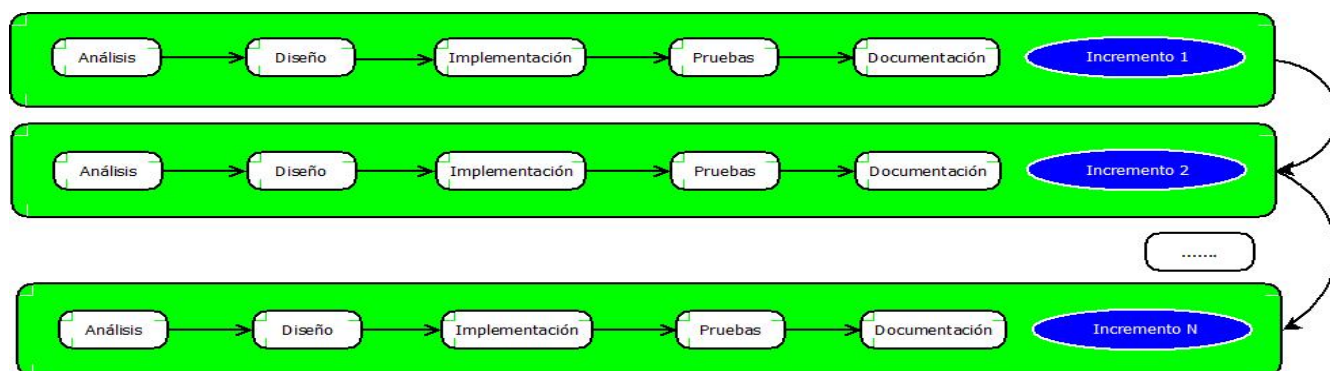 Análisis Diseño Implementación Pruebas Documentación Incremento 1
Análisis Diseño Implementación Pruebas Documentación Incremento 2
.......
Análisis Diseño Implementación Pruebas Documentación Incremento N